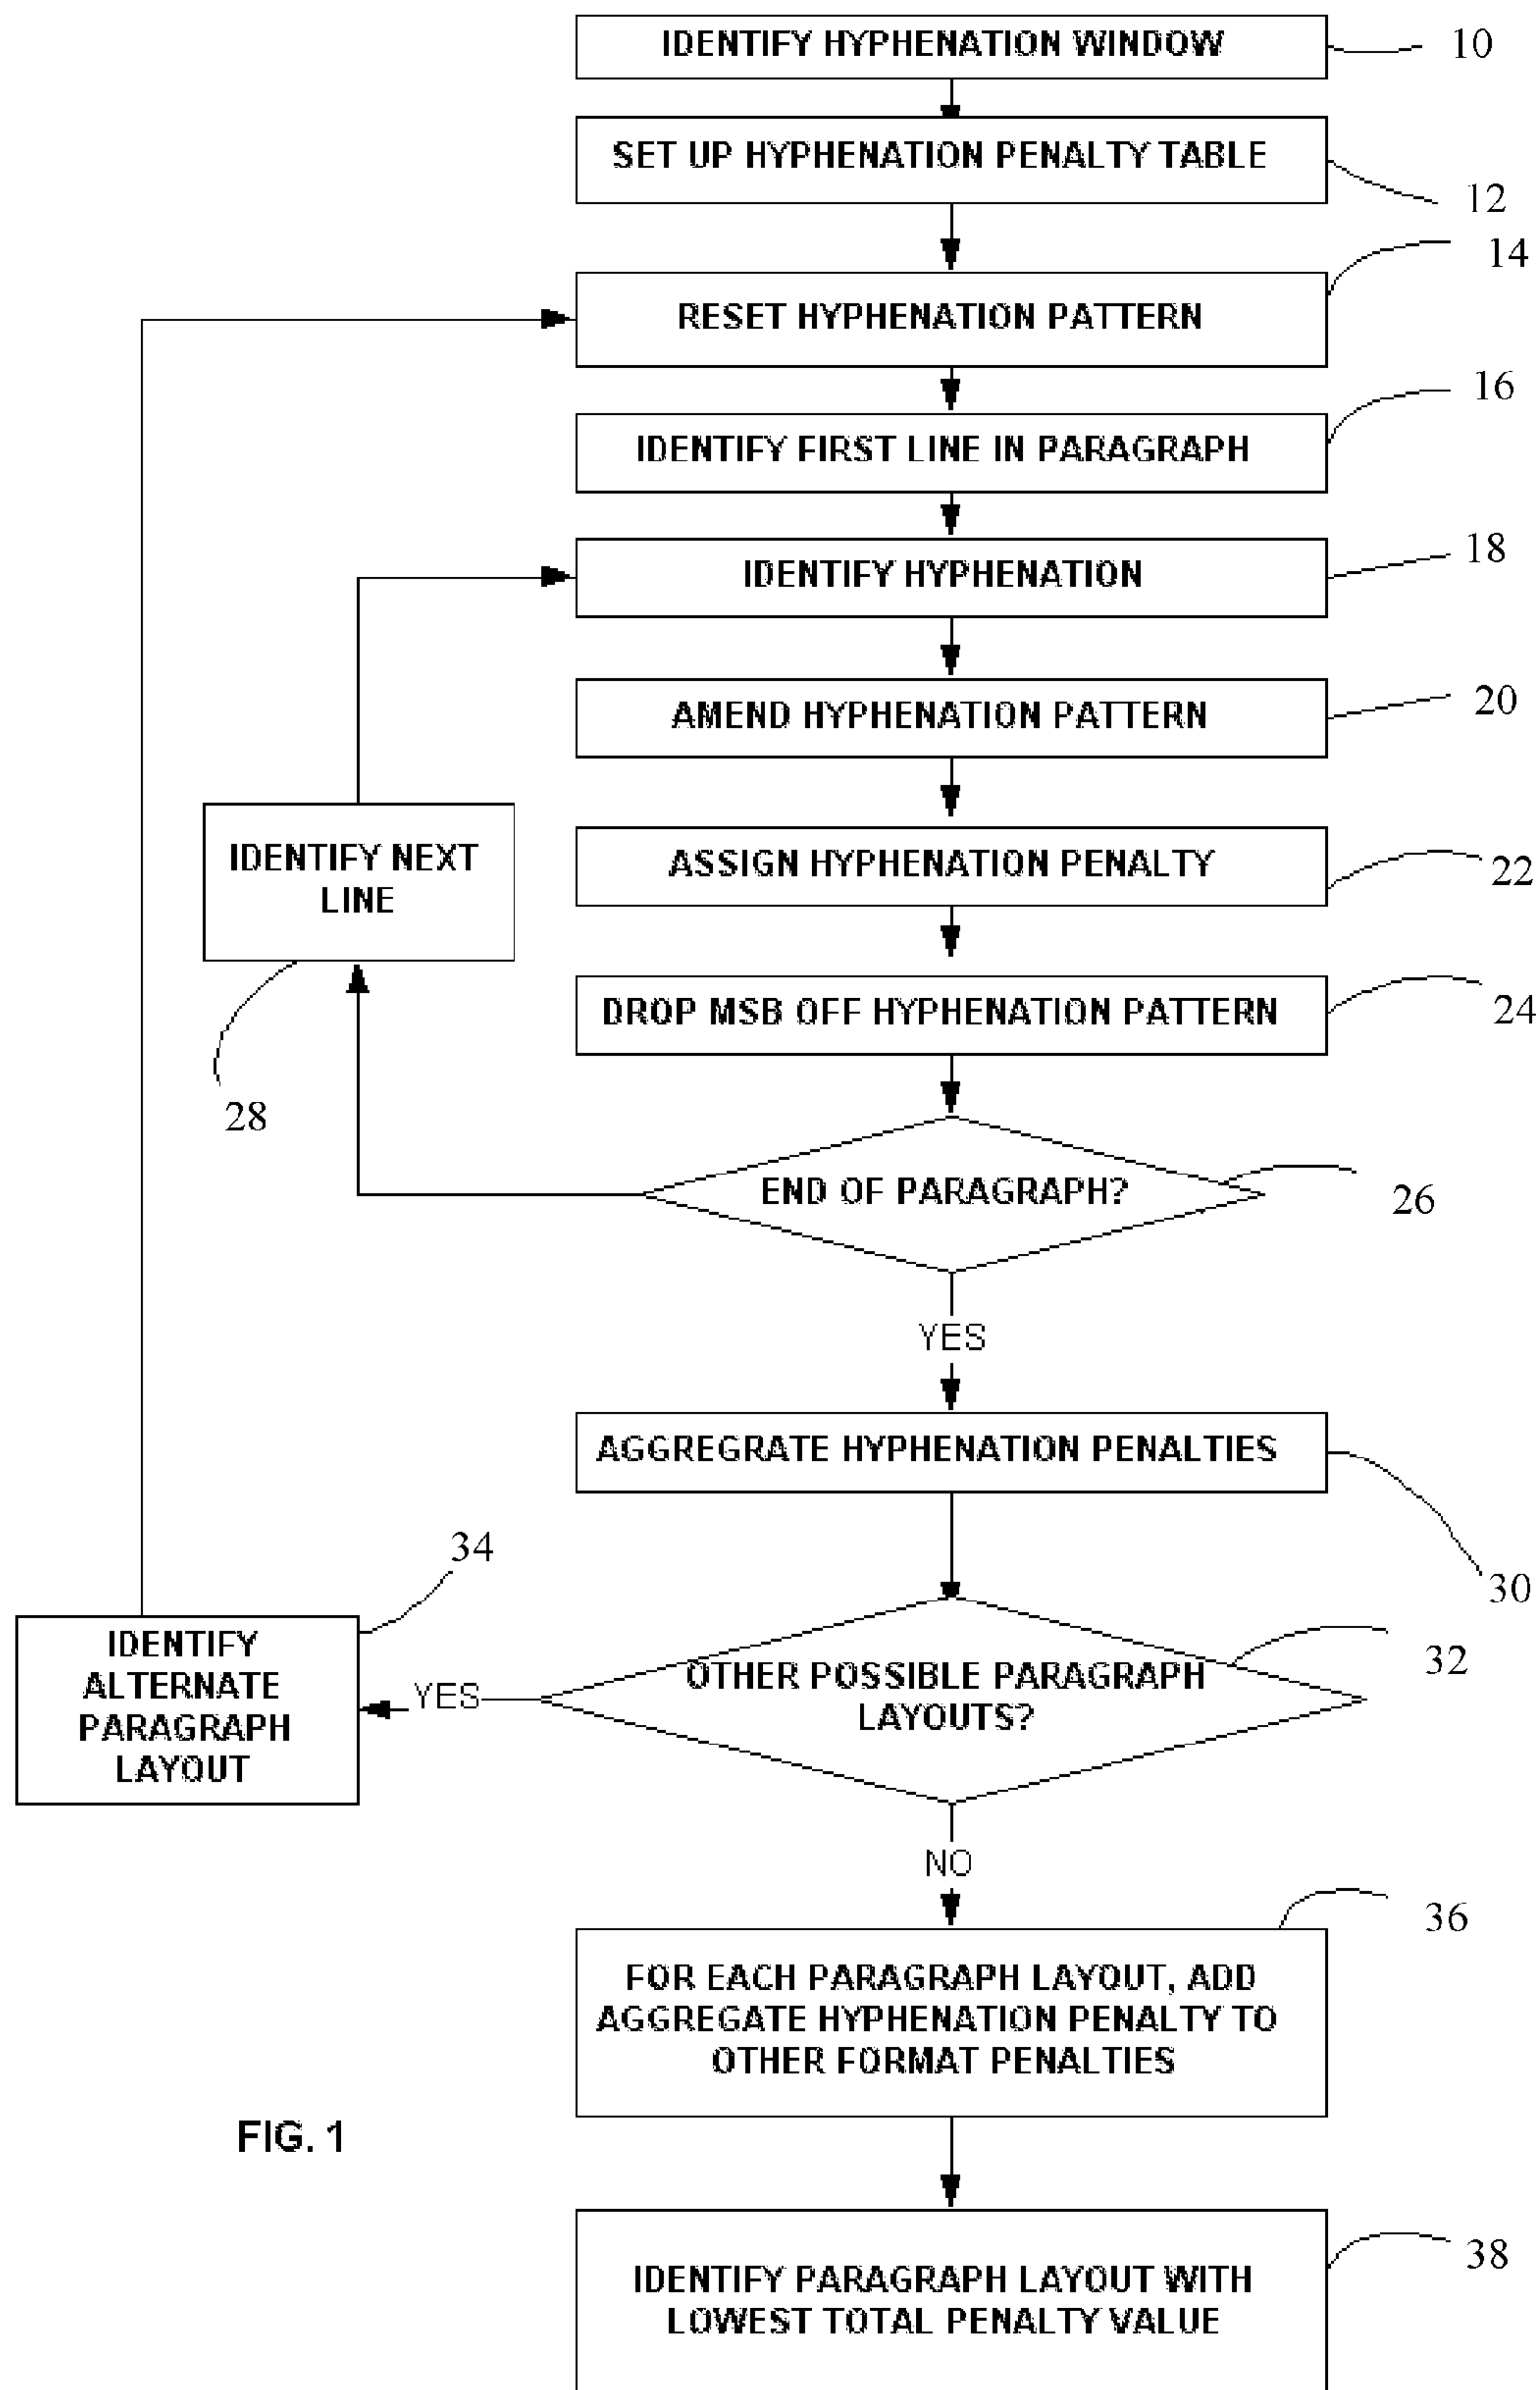 IDENTIFY HYPHENATION WINDOW
10
SET UP HYPHENATION PENALTY TABLE
12
14
RESET HYPHENATION PATTERN
16
IDENTIFY FIRST LINE IN PARAGRAPH
18
IDENTIFY HYPHENATION
20
AMEND HYPHENATION PATTERN
IDENTIFY NEXT
LINE
28
ASSIGN HYPHENATION PENALTY
22
DROP MSB OFF HYPHENATION PATTERN
24
END OF PARAGRAPH?
26
YES
AGGREGRATE HYPHENATION PENALTIES
30
34
IDENTIFY
ALTERNATE
PARAGRAPH
LAYOUT
YES
OTHER POSSIBLE PARAGRAPH
LAYOUTS?
32
NO
36
FOR EACH PARAGRAPH LAYOUT, ADD
AGGREGATE HYPHENATION PENALTY TO
OTHER FORMAT PENALTIES
FIG. 1
38
IDENTIFY PARAGRAPH LAYOUT WITH
LOWEST TOTAL PENALTY VALUE